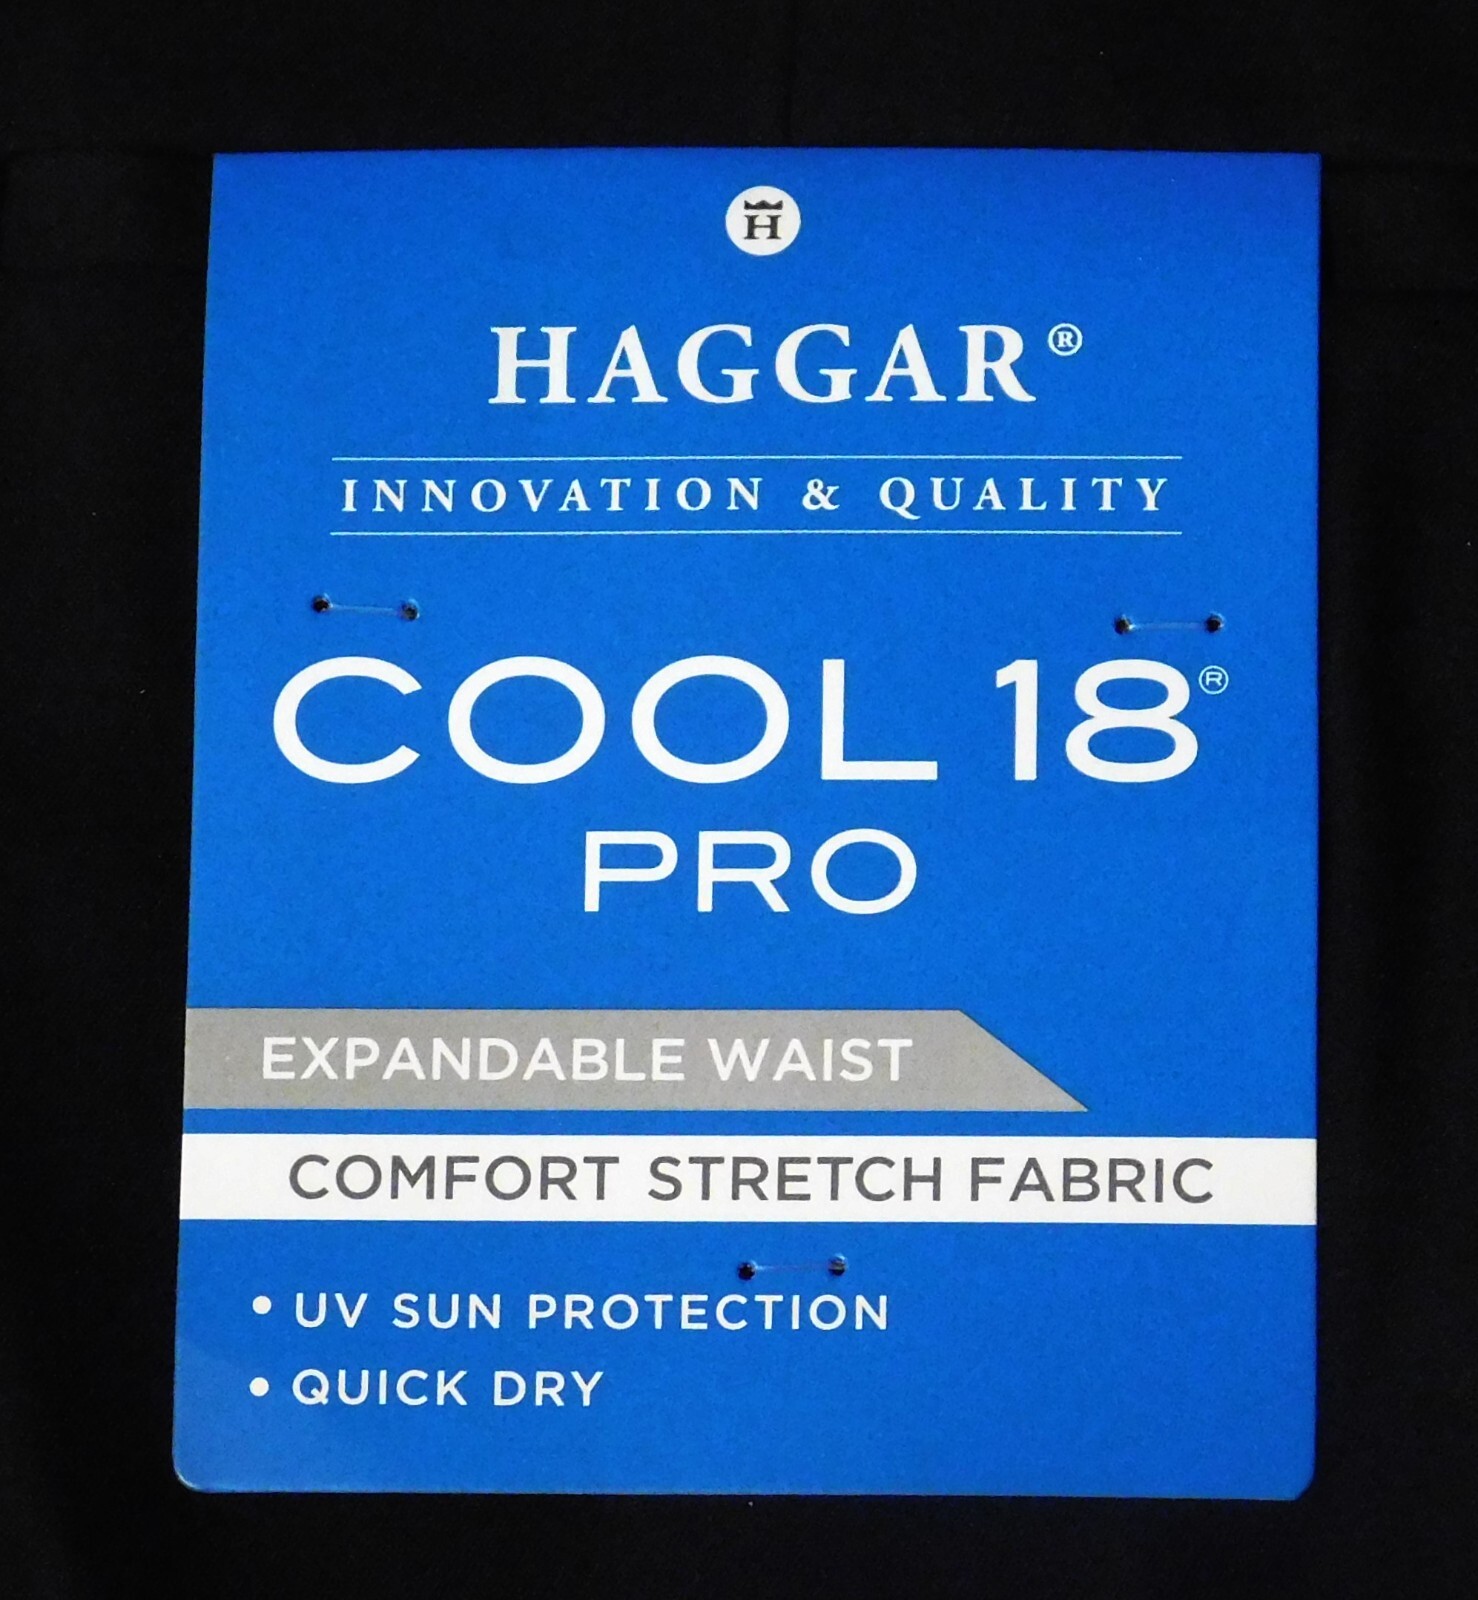 H
HAGGAR®
INNOVATION & QUALITY
COOL 18®
PRO
EXPANDABLE WAIST
COMFORT STRETCH FABRIC
• UV SUN PROTECTION
• QUICK DRY